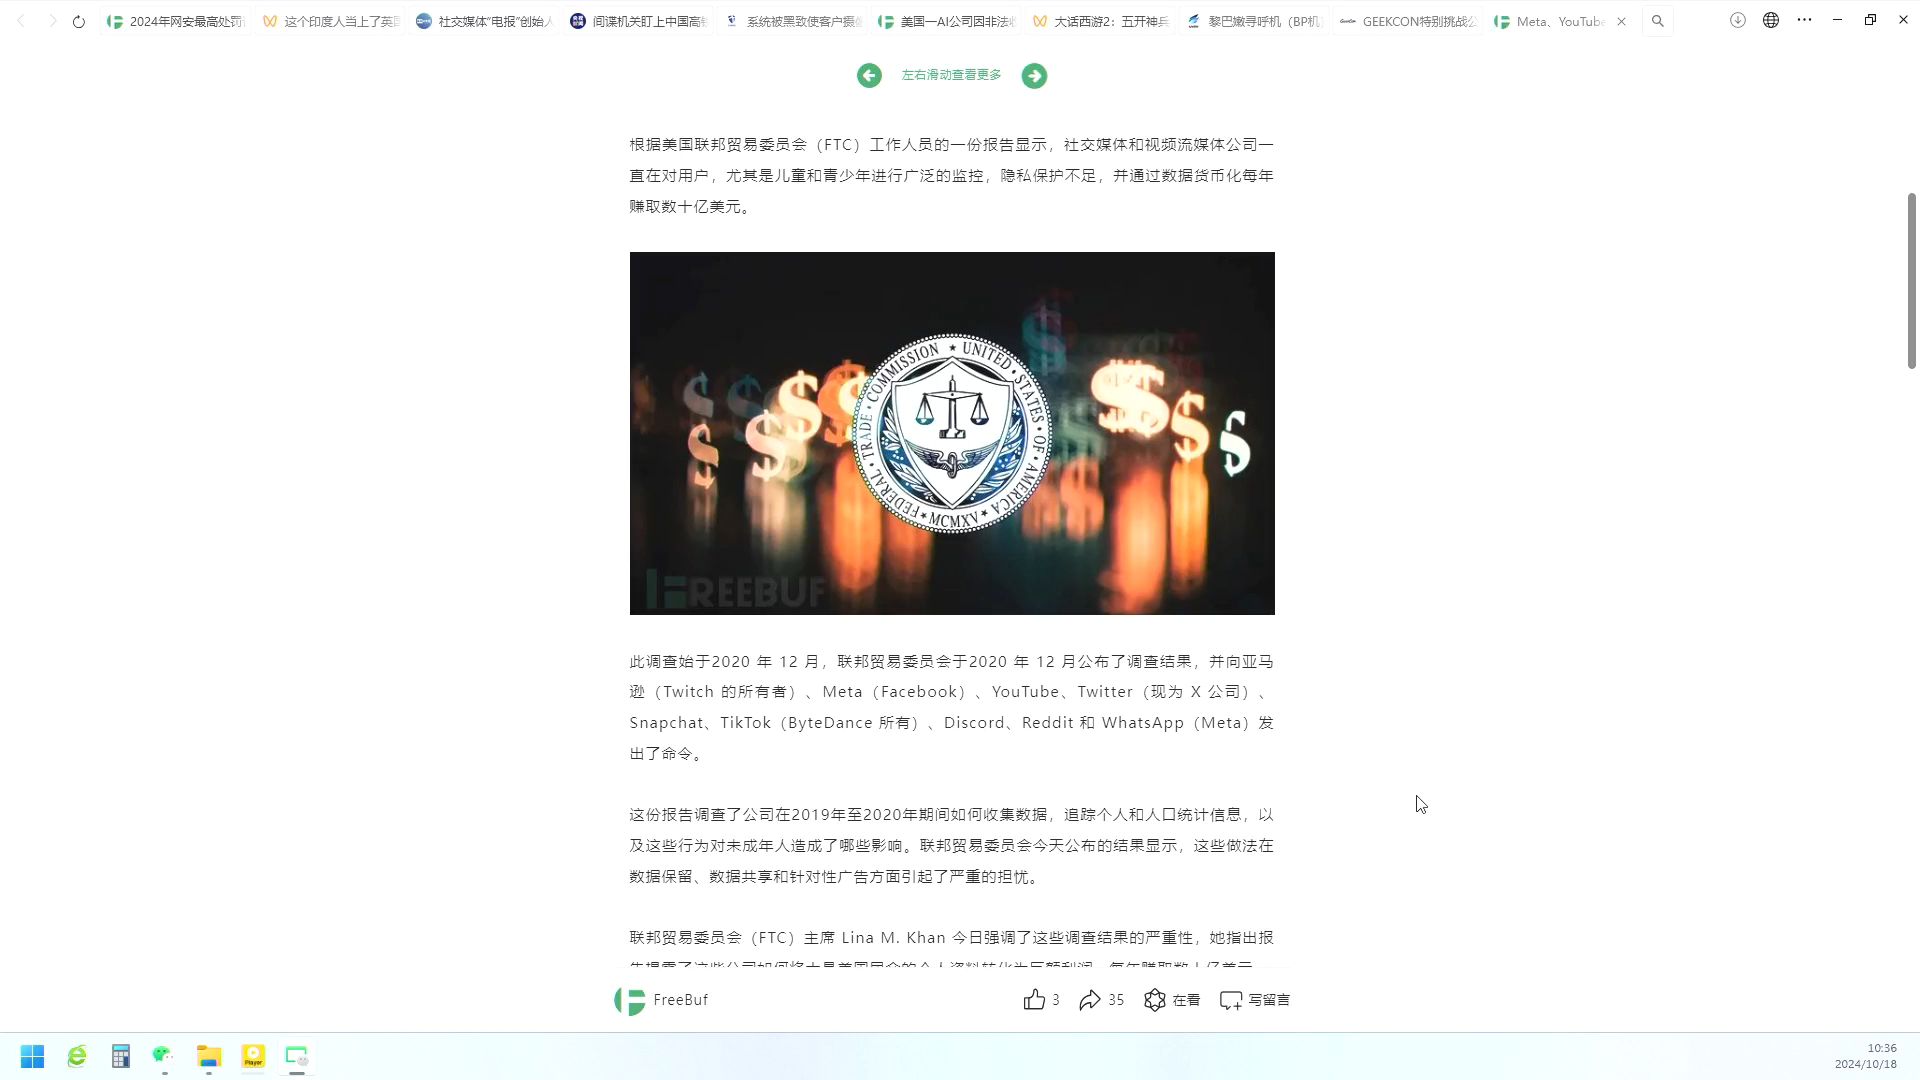 2024年网安最高处罚
这个印度人当上了英国
社交媒体“电报”创始人
间谍机关盯上中国高
系统被黑致使客户摄
美国一AI公司因非法
大话西游2：五开神兵
黎巴嫩寻呼机（BP机
GEEKCON特别挑战
Meta、YouTube
左右滑动查看更多
根据美国联邦贸易委员会（FTC）工作人员的一份报告显示，社交媒体和视频流媒体公司一
直在对用户，尤其是儿童和青少年进行广泛的监控，隐私保护不足，并通过数据货币化每年
赚取数十亿美元。
FEDERAL TRADE COMMISSION ★ UNITED STATES OF AMERICA
★ MCMXV ★
FREEBUF
此调查始于2020 年 12 月，联邦贸易委员会于2020 年 12 月公布了调查结果，并向亚马
逊（Twitch 的所有者）、Meta（Facebook）、YouTube、Twitter（现为 X 公司）、
Snapchat、TikTok（ByteDance 所有）、Discord、Reddit 和 WhatsApp（Meta）发
出了命令。
这份报告调查了公司在2019年至2020年期间如何收集数据，追踪个人和人口统计信息，以
及这些行为对未成年人造成了哪些影响。联邦贸易委员会今天公布的结果显示，这些做法在
数据保留、数据共享和针对性广告方面引起了严重的担忧。
联邦贸易委员会（FTC）主席 Lina M. Khan 今日强调了这些调查结果的严重性，她指出报
FreeBuf
3
35
在看
写留言
Player
10:36
2024/10/18